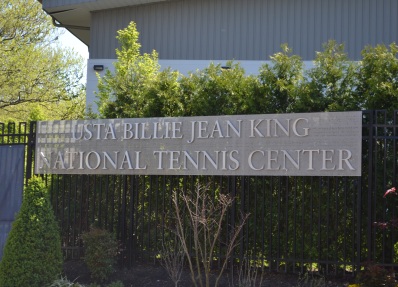 USTA BILLIE JEAN KING
NATIONAL TENNIS CENTER